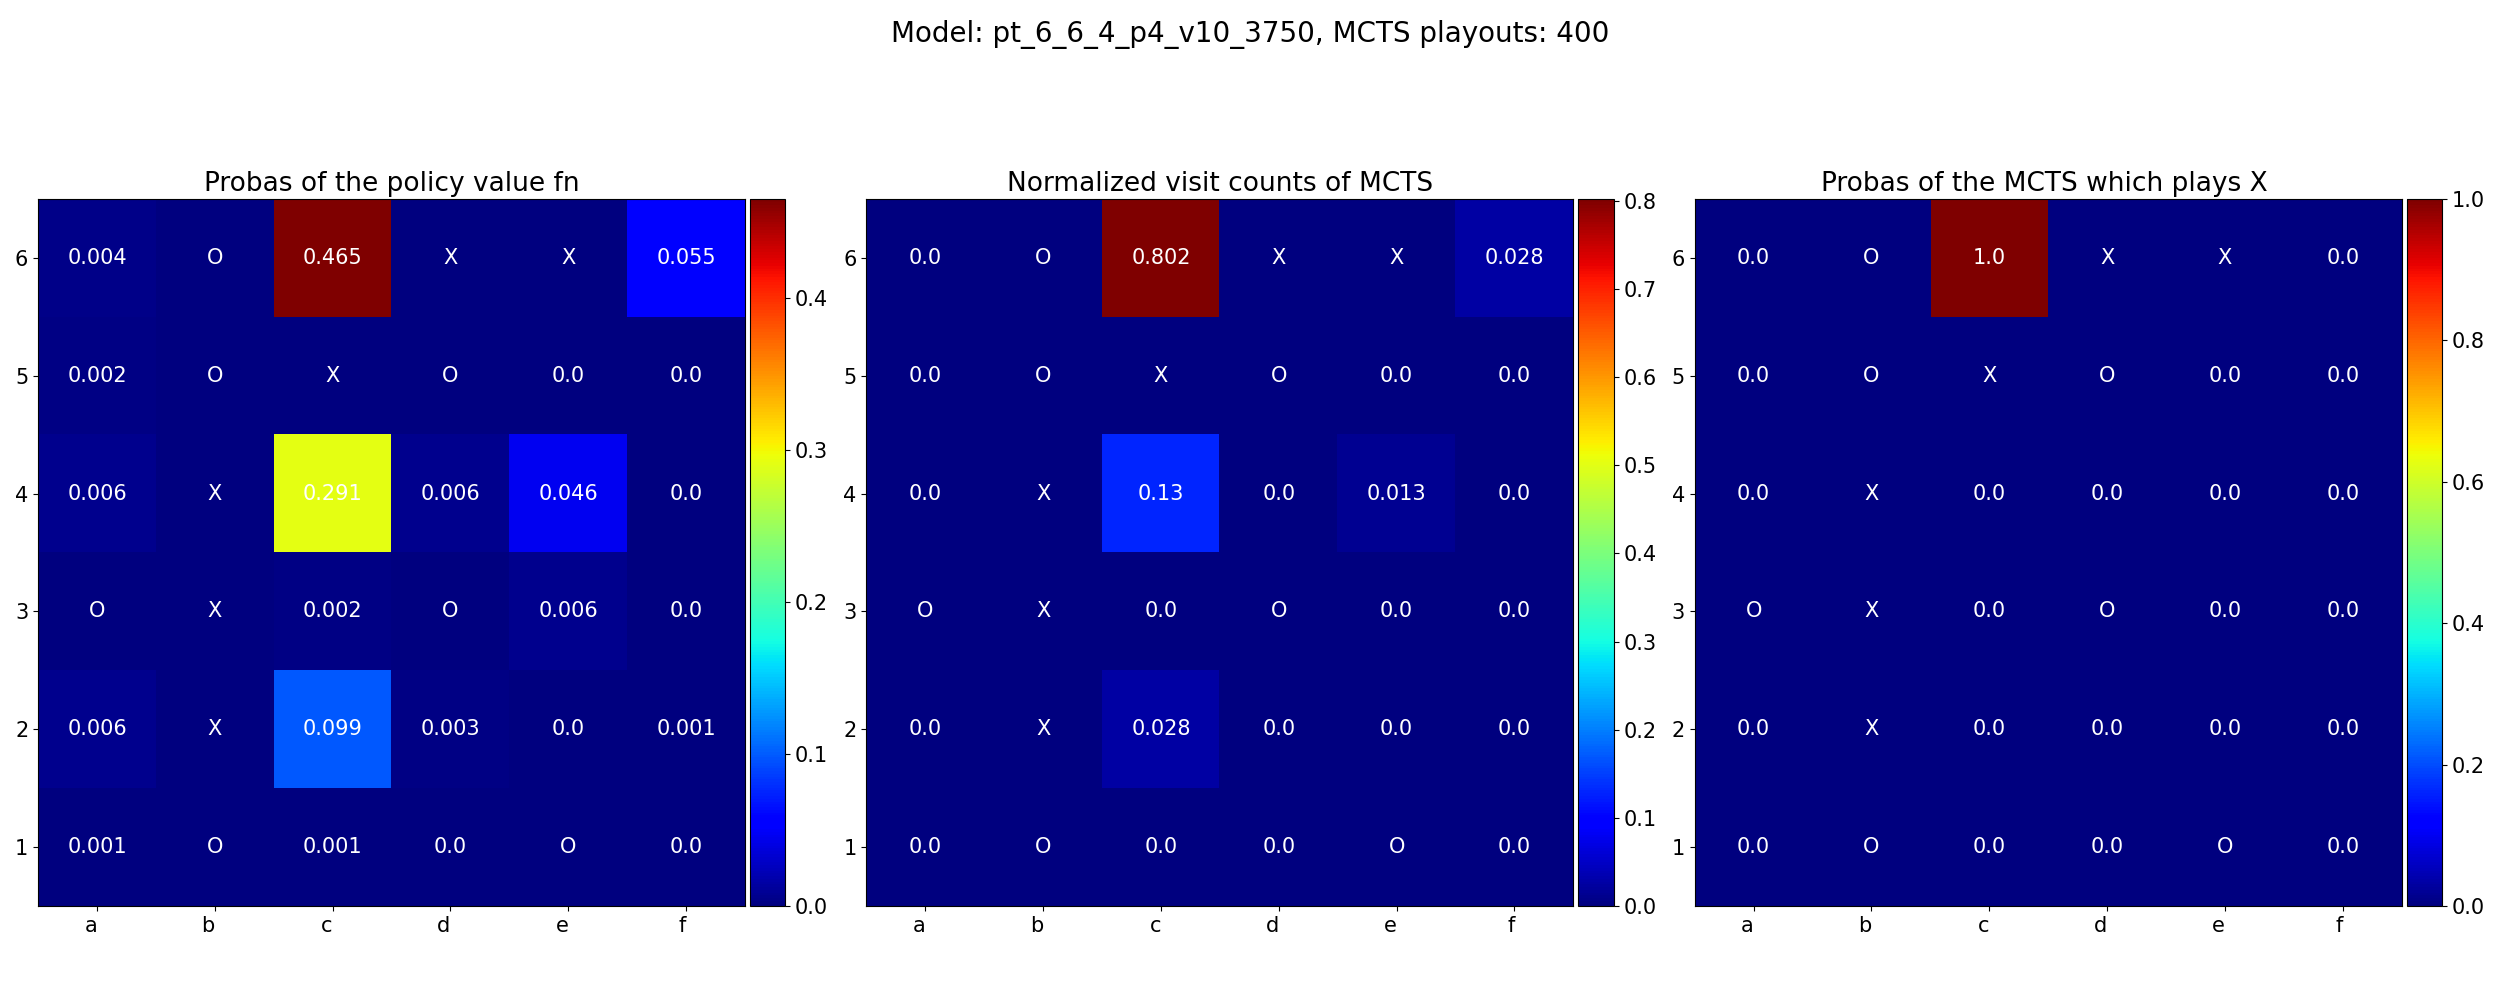 Model: pt_6_6_4_p4_v10_3750, MCTS playouts: 400
Probas of the policy value fn
6 0.004 O 0.465 X X 0.055
5 0.002 O X O 0.0 0.0
4 0.006 X 0.291 0.006 0.046 0.0
3 O X 0.002 O 0.006 0.0
2 0.006 X 0.099 0.003 0.0 0.001
1 0.001 O 0.001 0.0 O 0.0
a b c d e f
0.4
0.3
0.2
0.1
0.0
Normalized visit counts of MCTS
6 0.0 O 0.802 X X 0.028
5 0.0 O X O 0.0 0.0
4 0.0 X 0.13 0.0 0.013 0.0
3 O X 0.0 O 0.0 0.0
2 0.0 X 0.028 0.0 0.0 0.0
1 0.0 O 0.0 0.0 O 0.0
a b c d e f
0.8
0.7
0.6
0.5
0.4
0.3
0.2
0.1
0.0
Probas of the MCTS which plays X
6 0.0 O 1.0 X X 0.0
5 0.0 O X O 0.0 0.0
4 0.0 X 0.0 0.0 0.0 0.0
3 O X 0.0 O 0.0 0.0
2 0.0 X 0.0 0.0 0.0 0.0
1 0.0 O 0.0 0.0 O 0.0
a b c d e f
1.0
0.8
0.6
0.4
0.2
0.0